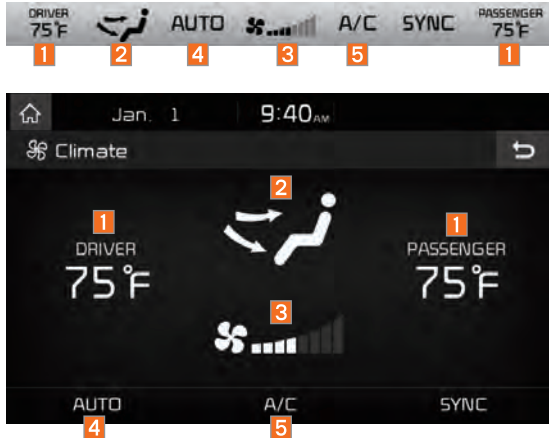 DRIVER AUTO A/C SYNC PASSENGER
75°F 75°F
1 2 4 3 5 1
Jan. 1 9:40AM
Climate
2
1 1
DRIVER PASSENGER
75°F 75°F
3
AUTO A/C SYNC
4 5